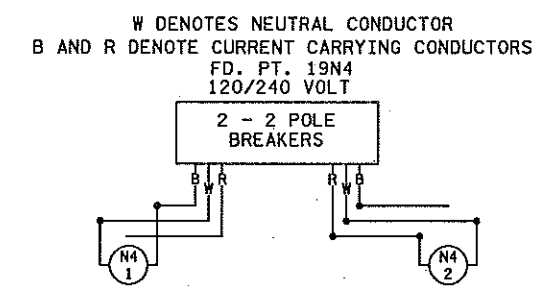 W DENOTES NEUTRAL CONDUCTOR
B AND R DENOTE CURRENT CARRYING CONDUCTORS
FD. PT. 19N4
120/240 VOLT
2 - 2 POLE
BREAKERS
B W R R W B
N4 N4
1 2